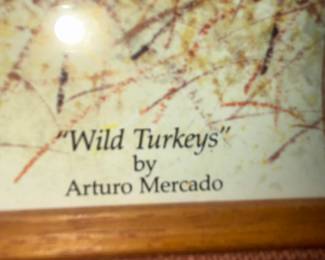 "Wild Turkeys"
by
Arturo Mercado